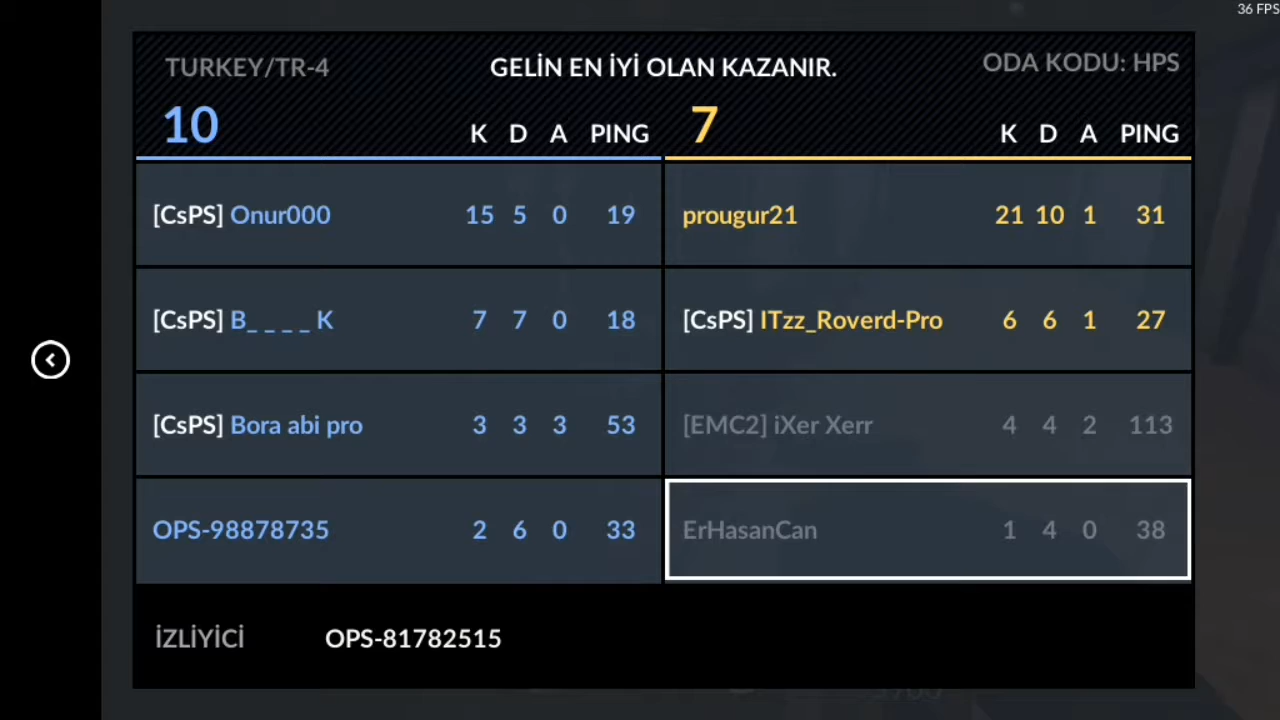 36 FPS
TURKEY/TR-4 GELİN EN İYİ OLAN KAZANIR. ODA KODU: HPS
10 K D A PING 7 K D A PING
[CsPS] Onur000 15 5 0 19 prougur21 21 10 1 31
[CsPS] B_ _ _ _ K 7 7 0 18 [CsPS] ITzz_Roverd-Pro 6 6 1 27
[CsPS] Bora abi pro 3 3 3 53 [EMC2] iXer Xerr 4 4 2 113
OPS-98878735 2 6 0 33 ErHasanCan 1 4 0 38
İZLİYİCİ OPS-81782515